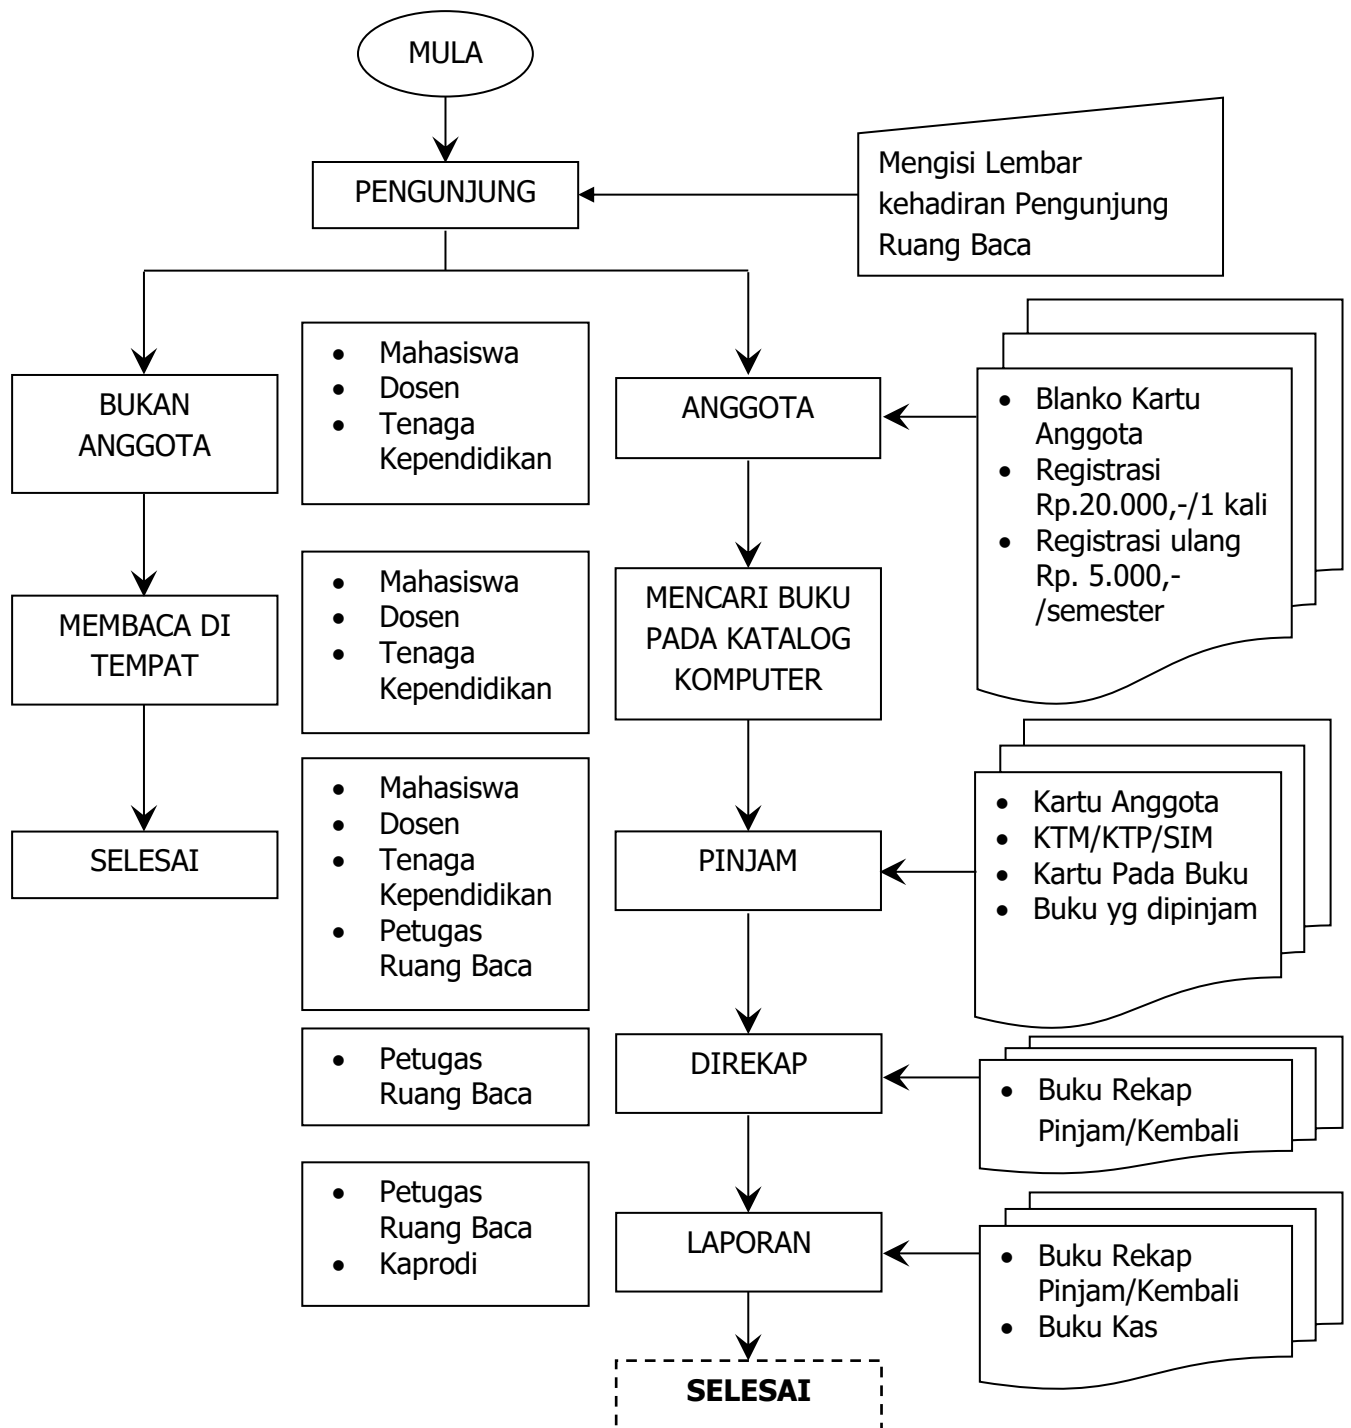 MULA
PENGUNJUNG
Mengisi Lembar
kehadiran Pengunjung
Ruang Baca
BUKAN
ANGGOTA
• Mahasiswa
• Dosen
• Tenaga
Kependidikan
ANGGOTA
• Blanko Kartu
Anggota
• Registrasi
Rp.20.000,-/1 kali
• Registrasi ulang
Rp. 5.000,-
/semester
MEMBACA DI
TEMPAT
• Mahasiswa
• Dosen
• Tenaga
Kependidikan
MENCARI BUKU
PADA KATALOG
KOMPUTER
SELESAI
• Mahasiswa
• Dosen
• Tenaga
Kependidikan
• Petugas
Ruang Baca
PINJAM
• Kartu Anggota
• KTM/KTP/SIM
• Kartu Pada Buku
• Buku yg dipinjam
• Petugas
Ruang Baca
DIREKAP
• Buku Rekap
Pinjam/Kembali
• Petugas
Ruang Baca
• Kaprodi
LAPORAN
• Buku Rekap
Pinjam/Kembali
• Buku Kas
SELESAI